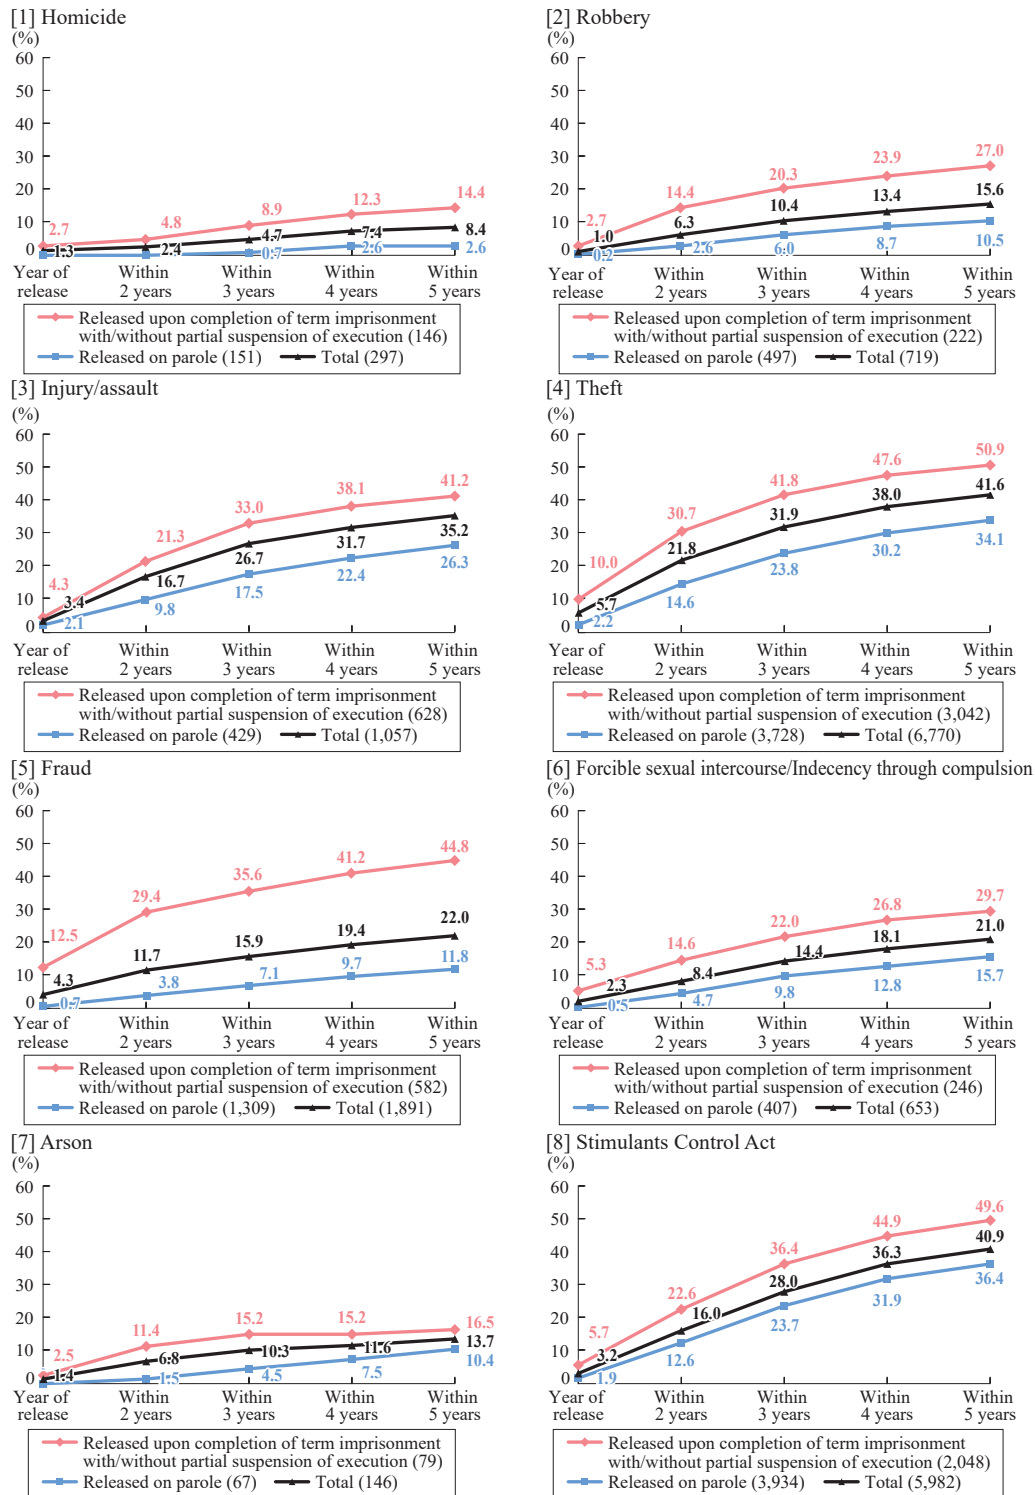 [1] Homicide
(%)
60
50
40
30
20
10
0
2.7
4.8
8.9
12.3
14.4
1.3
2.4
4.7
7.4
8.4
0.7
2.6
2.6
Year of release
Within 2 years
Within 3 years
Within 4 years
Within 5 years
Released upon completion of term imprisonment
with/without partial suspension of execution (146)
Released on parole (151) Total (297)
[2] Robbery
(%)
60
50
40
30
20
10
0
2.7
14.4
20.3
23.9
27.0
1.0
6.3
10.4
13.4
15.6
0.2
2.6
6.0
8.7
10.5
Year of release
Within 2 years
Within 3 years
Within 4 years
Within 5 years
Released upon completion of term imprisonment
with/without partial suspension of execution (222)
Released on parole (497) Total (719)
[3] Injury/assault
(%)
60
50
40
30
20
10
0
4.3
21.3
33.0
38.1
41.2
3.4
16.7
26.7
31.7
35.2
2.1
9.8
17.5
22.4
26.3
Year of release
Within 2 years
Within 3 years
Within 4 years
Within 5 years
Released upon completion of term imprisonment
with/without partial suspension of execution (628)
Released on parole (429) Total (1,057)
[4] Theft
(%)
60
50
40
30
20
10
0
10.0
30.7
41.8
47.6
50.9
5.7
21.8
31.9
38.0
41.6
2.2
14.6
23.8
30.2
34.1
Year of release
Within 2 years
Within 3 years
Within 4 years
Within 5 years
Released upon completion of term imprisonment
with/without partial suspension of execution (3,042)
Released on parole (3,728) Total (6,770)
[5] Fraud
(%)
60
50
40
30
20
10
0
12.5
29.4
35.6
41.2
44.8
4.3
11.7
15.9
19.4
22.0
0.7
3.8
7.1
9.7
11.8
Year of release
Within 2 years
Within 3 years
Within 4 years
Within 5 years
Released upon completion of term imprisonment
with/without partial suspension of execution (582)
Released on parole (1,309) Total (1,891)
[6] Forcible sexual intercourse/Indecency through compulsion
(%)
60
50
40
30
20
10
0
5.3
14.6
22.0
26.8
29.7
2.3
8.4
14.4
18.1
21.0
0.5
4.7
9.8
12.8
15.7
Year of release
Within 2 years
Within 3 years
Within 4 years
Within 5 years
Released upon completion of term imprisonment
with/without partial suspension of execution (246)
Released on parole (407) Total (653)
[7] Arson
(%)
60
50
40
30
20
10
0
2.5
11.4
15.2
15.2
16.5
1.4
6.8
10.3
11.6
13.7
1.5
4.5
7.5
10.4
Year of release
Within 2 years
Within 3 years
Within 4 years
Within 5 years
Released upon completion of term imprisonment
with/without partial suspension of execution (79)
Released on parole (67) Total (146)
[8] Stimulants Control Act
(%)
60
50
40
30
20
10
0
5.7
22.6
36.4
44.9
49.6
3.2
16.0
28.0
36.3
40.9
1.9
12.6
23.7
31.9
36.4
Year of release
Within 2 years
Within 3 years
Within 4 years
Within 5 years
Released upon completion of term imprisonment
with/without partial suspension of execution (2,048)
Released on parole (3,934) Total (5,982)